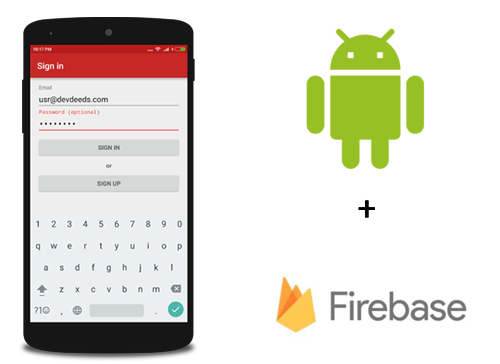 10:17 PM
Sign in
Email
usr@devdeeds.com
Password (optional)
••••••••
SIGN IN
or
SIGN UP
1 2 3 4 5 6 7 8 9 0
q w e r t y u i o p
a s d f g h j k l
z x c v b n m
?1☺ , .
+
Firebase